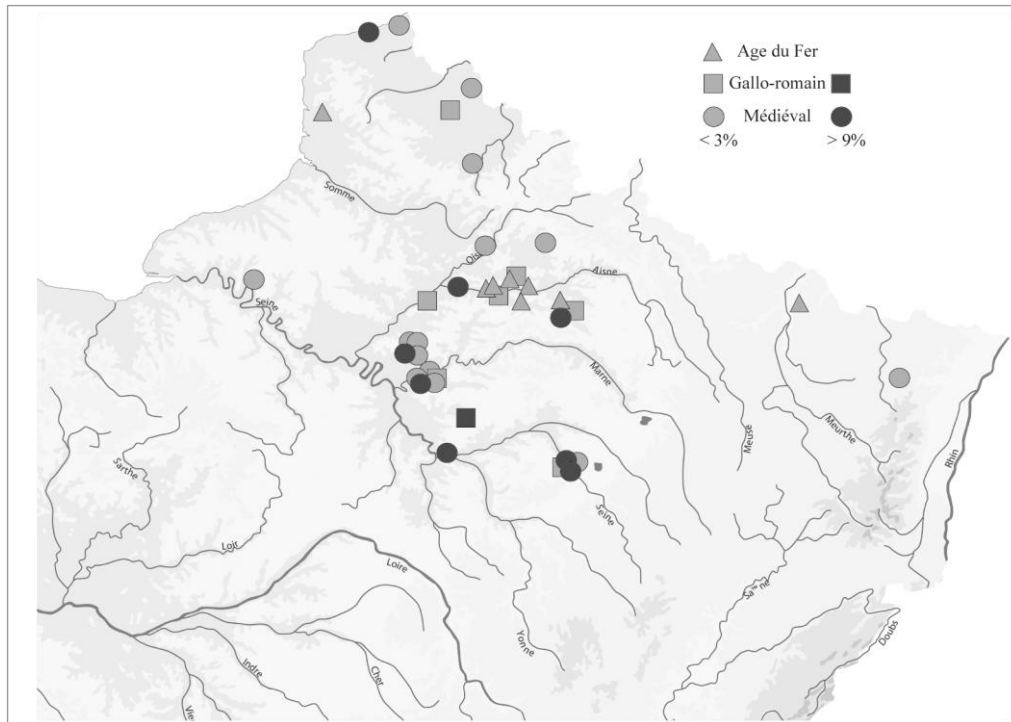 Age du Fer
Gallo-romain
Médiéval
< 3% > 9%
Somme
Oise
Aisne
Seine
Marne
Meuse
Meurthe
Rhin
Sarthe
Seine
Loir
Loire
Saône
Yonne
Doubs
Indre
Cher
Vie